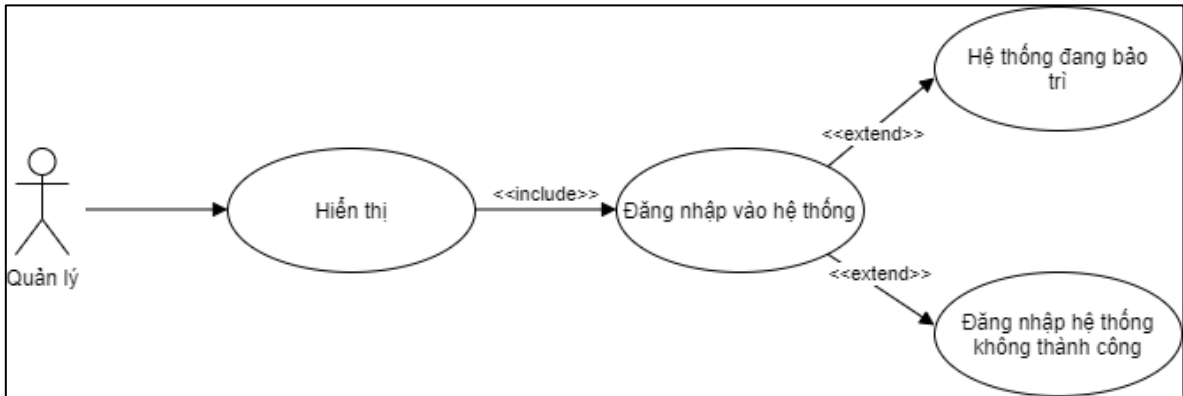 Hệ thống đang bảo
trì
<<extend>>
Hiển thị
<<include>>
Đăng nhập vào hệ thống
Quản lý
<<extend>>
Đăng nhập hệ thống
không thành công